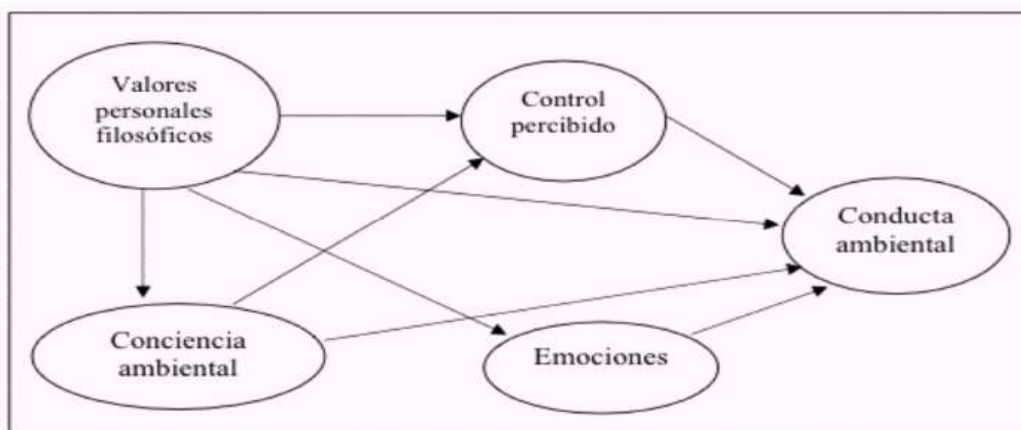 Valores
personales
filosóficos
Control
percibido
Conducta
ambiental
Conciencia
ambiental
Emociones